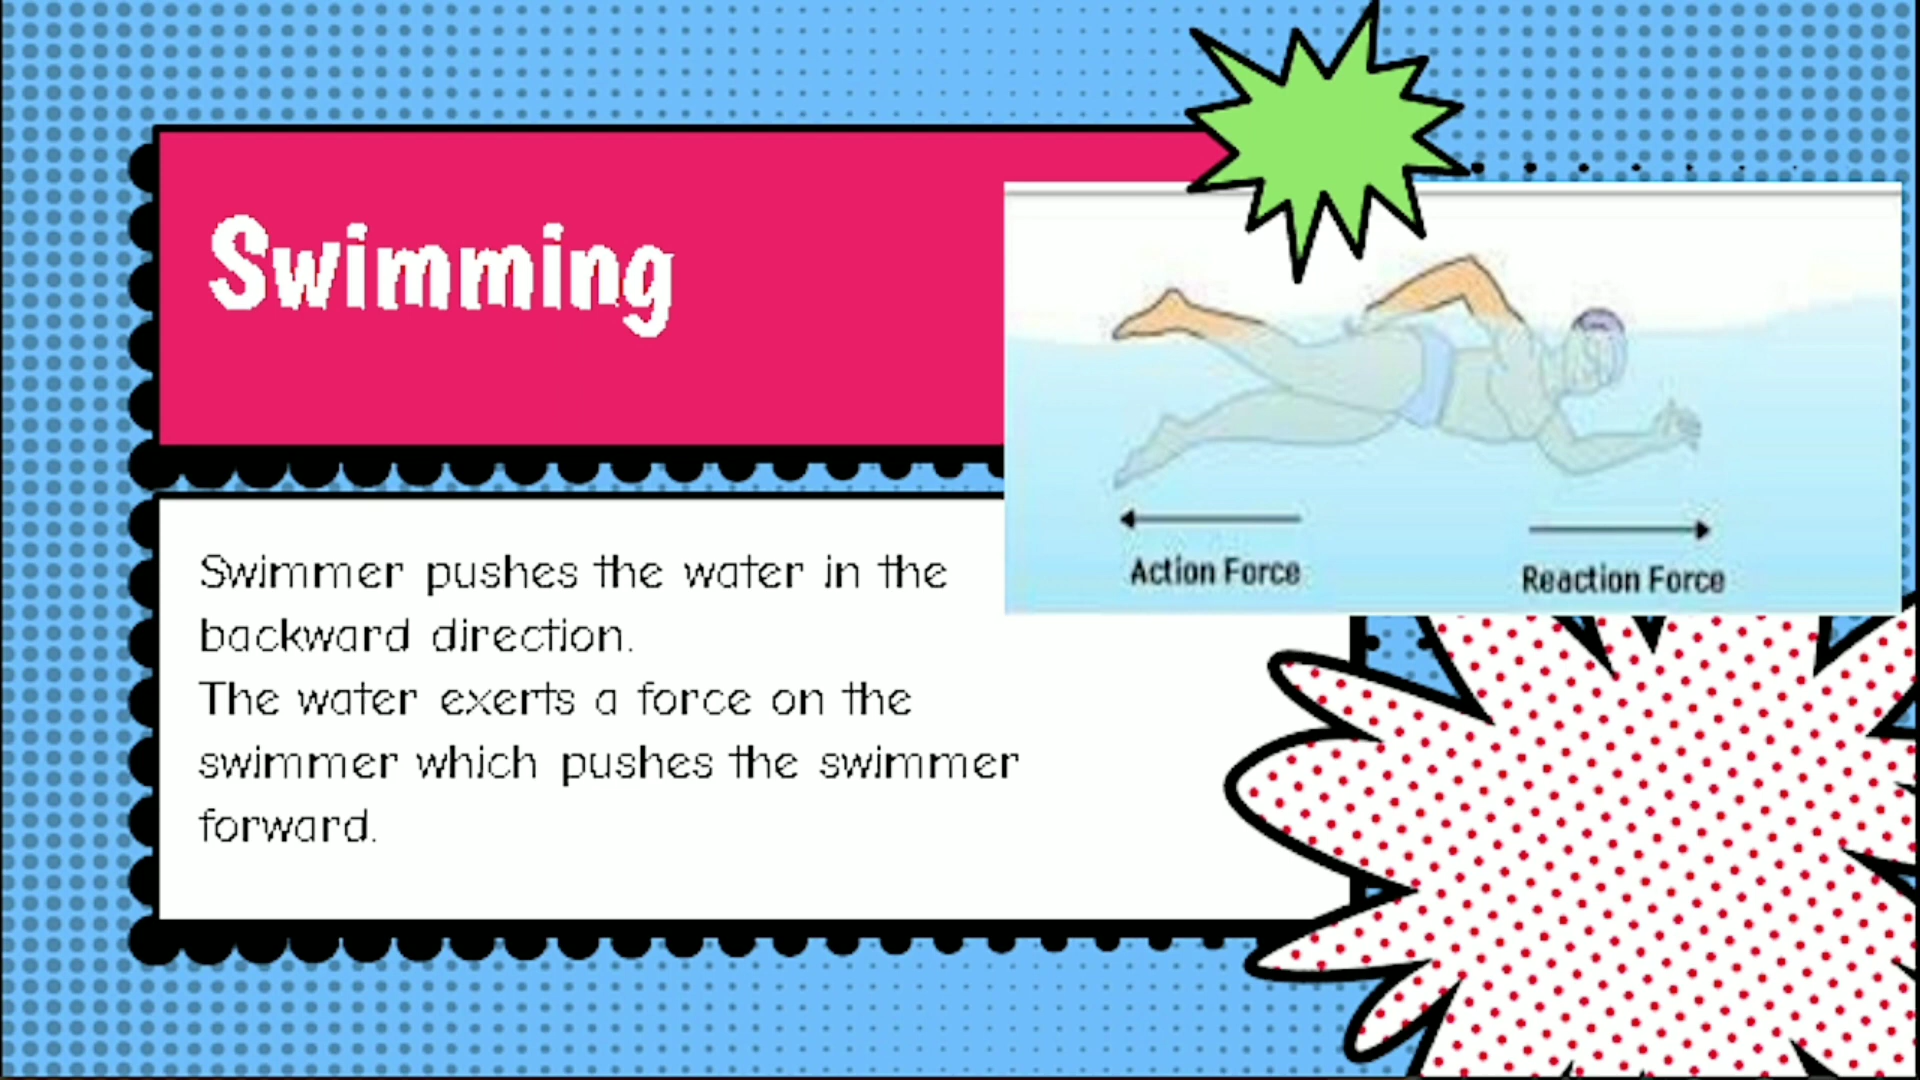 Swimming
Swimmer pushes the water in the
backward direction.
The water exerts a force on the
swimmer which pushes the swimmer
forward.
Action Force
Reaction Force